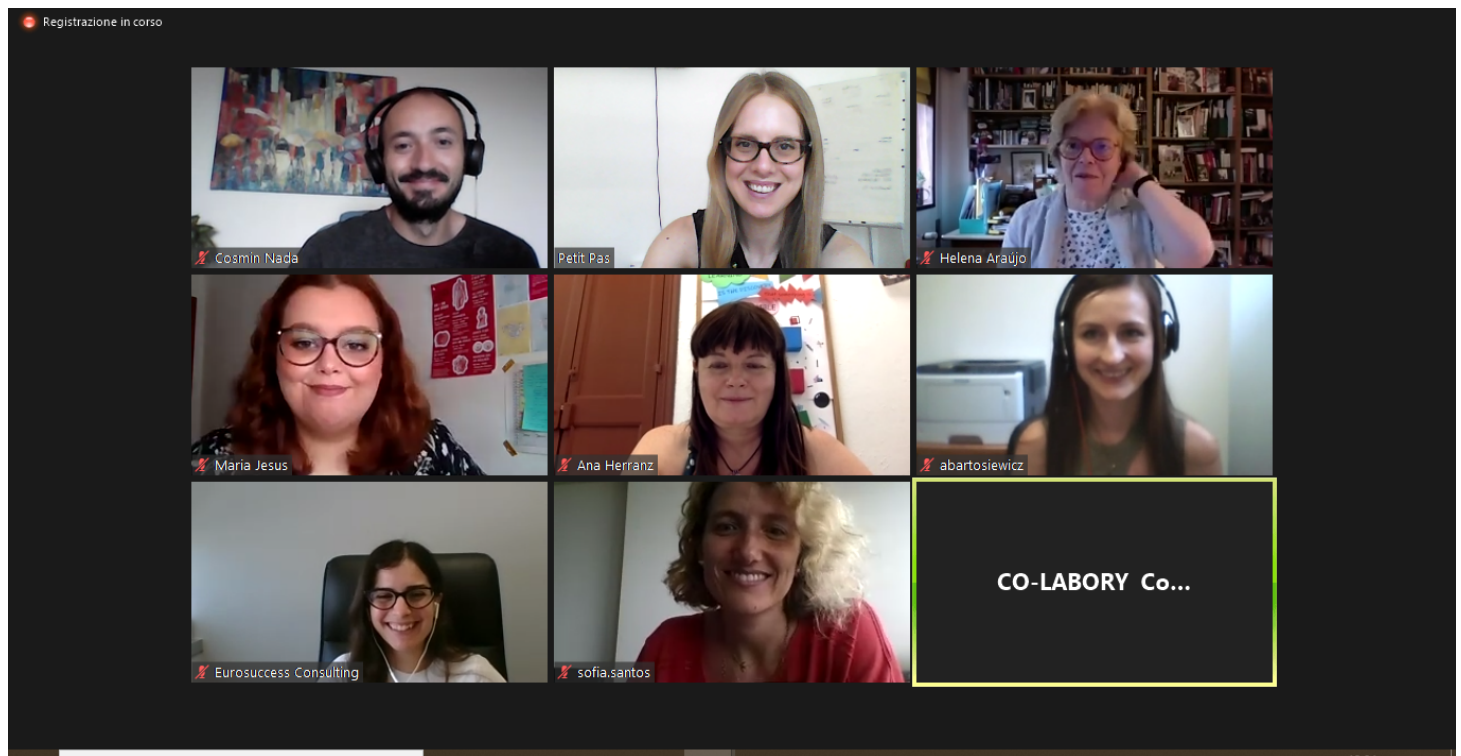 Registrazione in corso
Cosmin Nada
Petit Pas
Helena Araújo
Maria Jesus
Ana Herranz
abartosiewicz
Eurosuccess Consulting
sofia.santos
CO-LABORY Co...